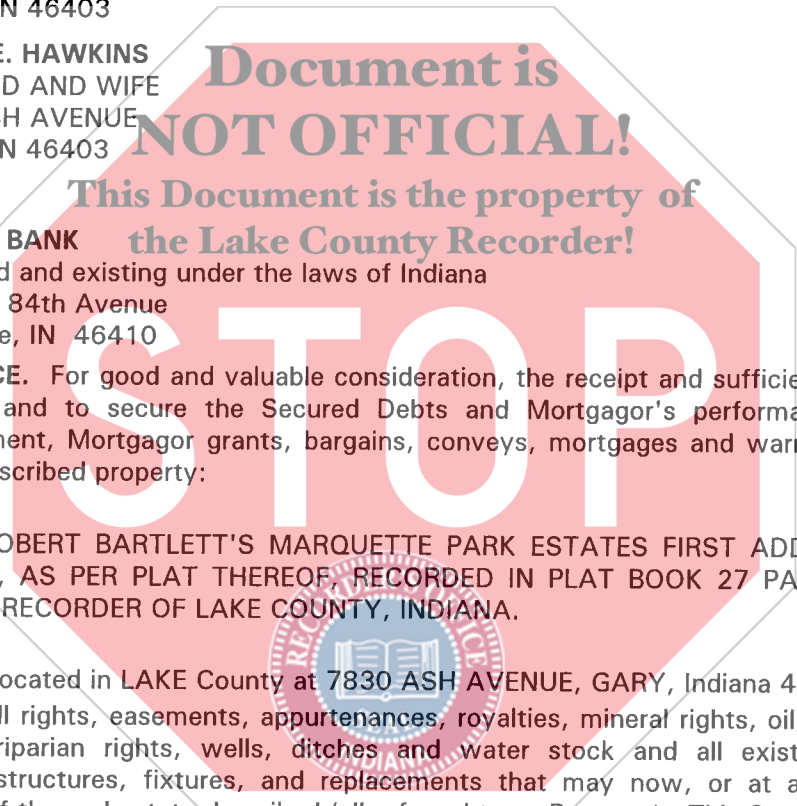 N 46403
E. HAWKINS
D AND WIFE
H AVENUE
N 46403
Document is
NOT OFFICIAL!
This Document is the property of
the Lake County Recorder!
BANK
d and existing under the laws of Indiana
84th Avenue
e, IN 46410
STOP
CE. For good and valuable consideration, the receipt and sufficie
and to secure the Secured Debts and Mortgagor's performa
ment, Mortgagor grants, bargains, conveys, mortgages and warr
scribed property:
OBERT BARTLETT'S MARQUETTE PARK ESTATES FIRST ADD
, AS PER PLAT THEREOF, RECORDED IN PLAT BOOK 27 PA
RECORDER OF LAKE COUNTY, INDIANA.
RECORDER'S OFFICE
INDIANA
ocated in LAKE County at 7830 ASH AVENUE, GARY, Indiana 4
ll rights, easements, appurtenances, royalties, mineral rights, oil
riparian rights, wells, ditches and water stock and all exist
structures, fixtures, and replacements that may now, or at a